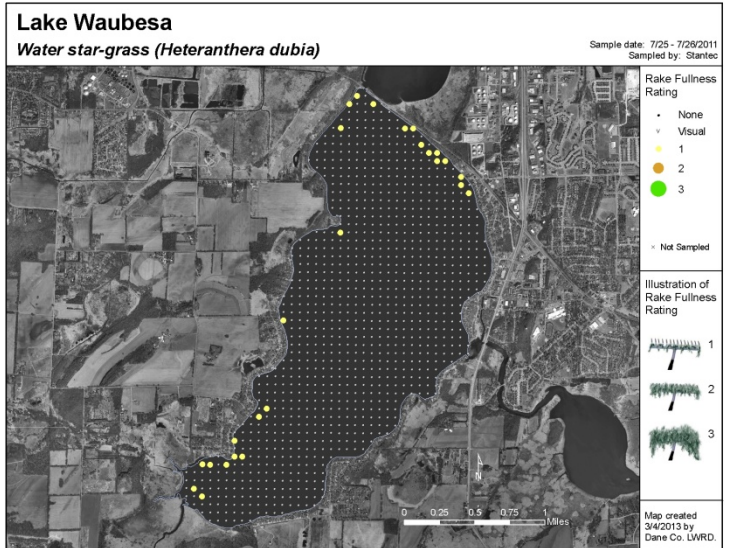 Lake Waubesa
Water star-grass (Heteranthera dubia)
Sample date: 7/25 - 7/26/2011
Sampled by: Stantec
Rake Fullness
Rating
None
Visual
1
2
3
× Not Sampled
Illustration of
Rake Fullness
Rating
1
2
3
N
0 0.25 0.5 0.75 1
Miles
Map created
3/4/2013 by
Dane Co. LWRD.